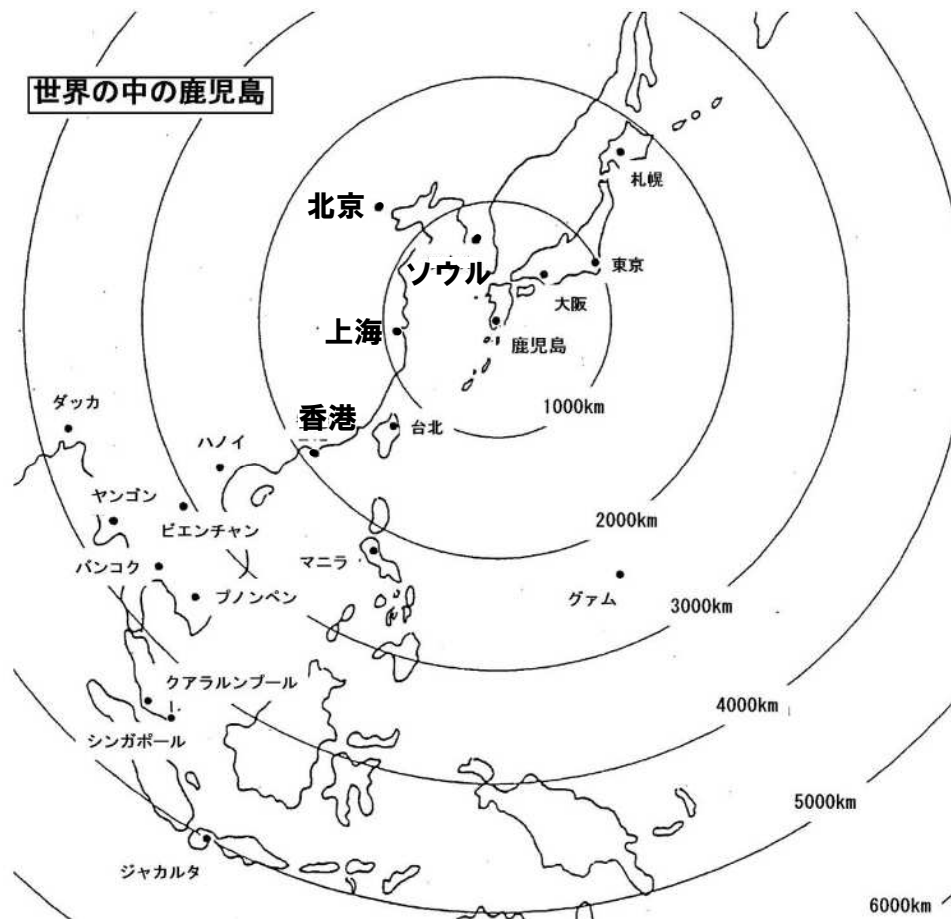 世界の中の鹿児島
札幌
北京
ソウル
東京
大阪
上海
鹿児島
1000km
ダッカ
香港
台北
ハノイ
ヤンゴン
ビエンチャン
2000km
バンコク
マニラ
プノンペン
グァム
3000km
クアラルンプール
4000km
シンガポール
5000km
ジャカルタ
6000km